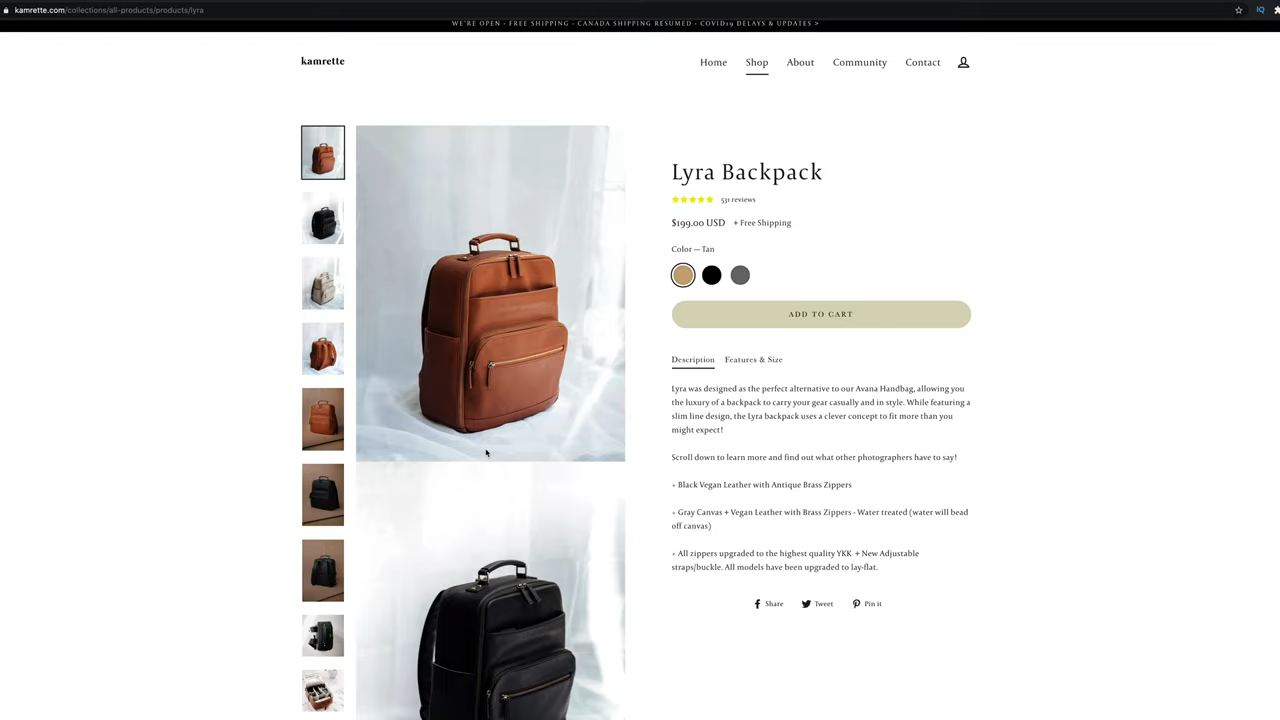 kamrette.com/collections/all-products/products/lyra
WE'RE OPEN - FREE SHIPPING - CANADA SHIPPING RESUMED - COVID19 DELAYS & UPDATES >
kamrette
Home
Shop
About
Community
Contact
Lyra Backpack
531 reviews
$199.00 USD + Free Shipping
Color — Tan
ADD TO CART
Description
Features & Size
Lyra was designed as the perfect alternative to our Avana Handbag, allowing you
the luxury of a backpack to carry your gear casually and in style. While featuring a
slim line design, the Lyra backpack uses a clever concept to fit more than you
might expect!
Scroll down to learn more and find out what other photographers have to say!
+ Black Vegan Leather with Antique Brass Zippers
+ Gray Canvas + Vegan Leather with Brass Zippers - Water treated (water will bead
off canvas)
+ All zippers upgraded to the highest quality YKK + New Adjustable
straps/buckle. All models have been upgraded to lay-flat.
Share
Tweet
Pin it